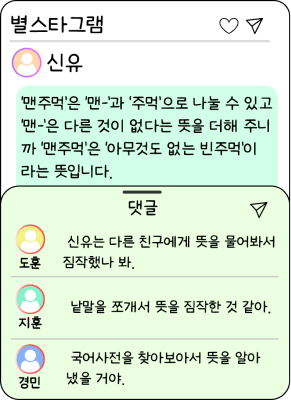 별스타그램
신유
'맨주먹'은 '맨-'과 '주먹'으로 나눌 수 있고
'맨-'은 다른 것이 없다는 뜻을 더해 주니
까 '맨주먹'은 '아무것도 없는 빈주먹'이
라는 뜻입니다.
댓글
신유는 다른 친구에게 뜻을 물어봐서
짐작했나 봐.
도훈
낱말을 쪼개서 뜻을 짐작한 것 같아.
지훈
국어사전을 찾아보아서 뜻을 알아
냈을 거야.
경민